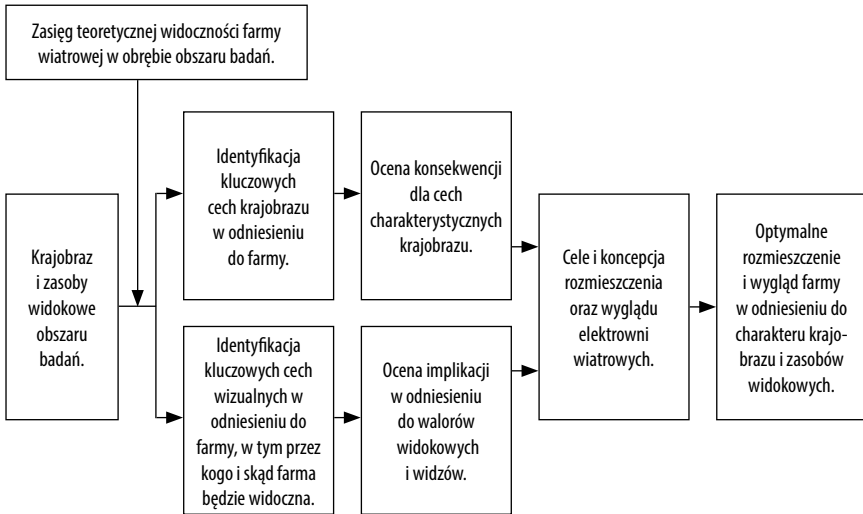 Zasięg teoretycznej widoczności farmy
wiatrowej w obrębie obszaru badań.
Krajobraz
i zasoby
widokowe
obszaru
badań.
Identyfikacja
kluczowych
cech krajobrazu
w odniesieniu
do farmy.
Ocena konsekwencji
dla cech
charakterystycznych
krajobrazu.
Identyfikacja
kluczowych cech
wizualnych w
odniesieniu do
farmy, w tym przez
kogo i skąd farma
będzie widoczna.
Ocena implikacji
w odniesieniu
do walorów
widokowych
i widzów.
Cele i koncepcja
rozmieszczenia
oraz wyglądu
elektrowni
wiatrowych.
Optymalne
rozmieszczenie
i wygląd farmy
w odniesieniu do
charakteru krajo-
brazu i zasobów
widokowych.